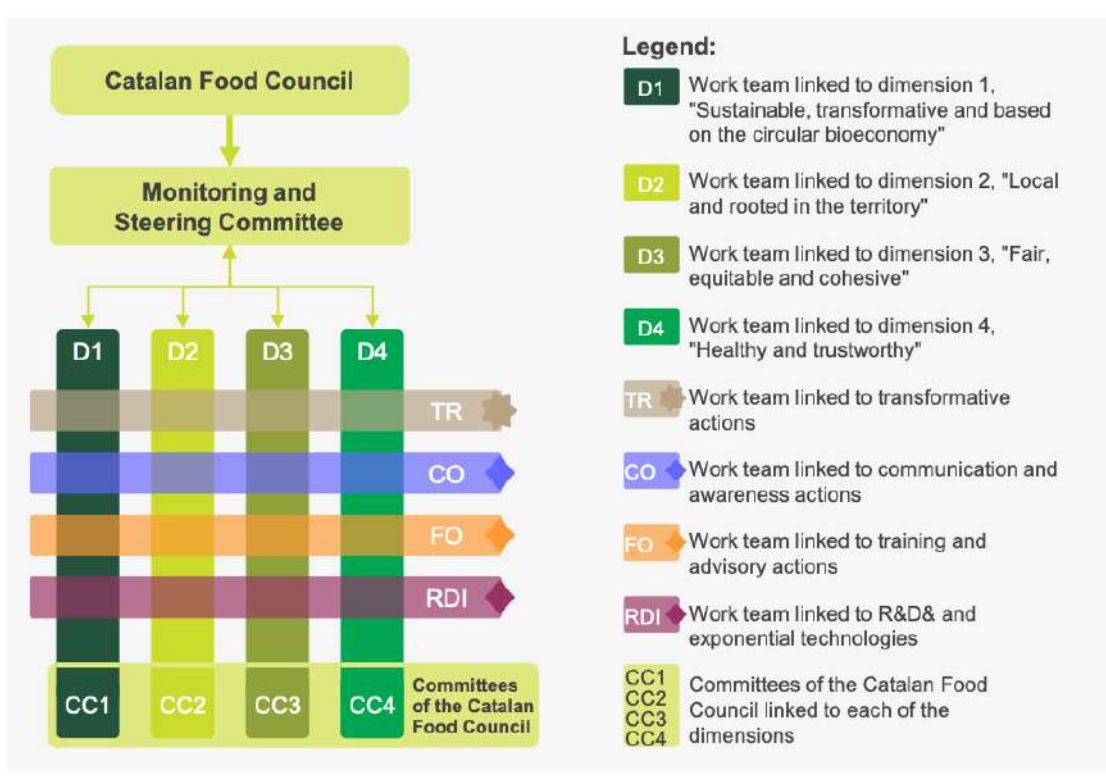 Catalan Food Council
Monitoring and
Steering Committee
D1
D2
D3
D4
TR
CO
FO
RDI
CC1
CC2
CC3
CC4
Committees
of the Catalan
Food Council
Legend:
D1
Work team linked to dimension 1,
"Sustainable, transformative and based
on the circular bioeconomy"
D2
Work team linked to dimension 2, "Local
and rooted in the territory"
D3
Work team linked to dimension 3, "Fair,
equitable and cohesive"
D4
Work team linked to dimension 4,
"Healthy and trustworthy"
TR
Work team linked to transformative
actions
CO
Work team linked to communication and
awareness actions
FO
Work team linked to training and
advisory actions
RDI
Work team linked to R&D& and
exponential technologies
CC1
CC2
CC3
CC4
Committees of the Catalan Food
Council linked to each of the
dimensions